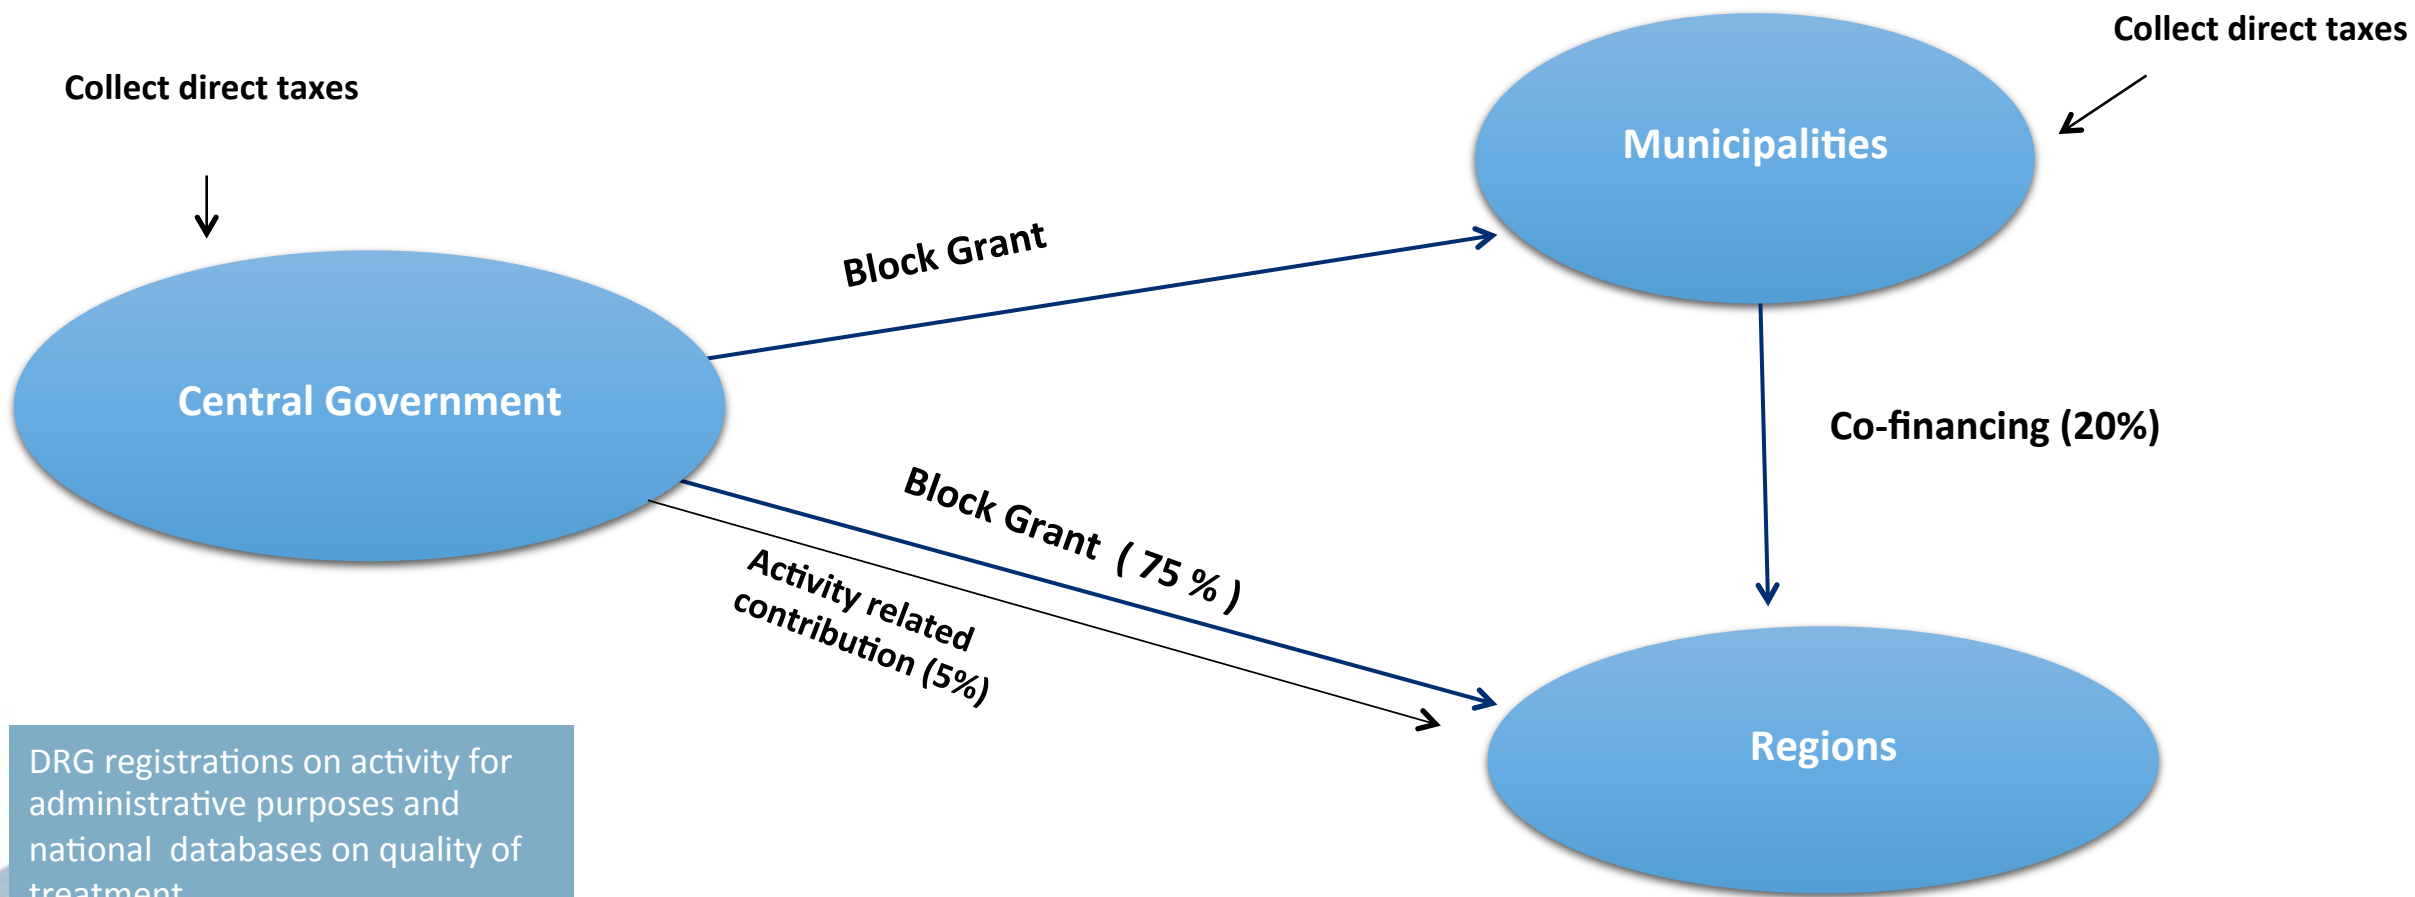 Collect direct taxes
Collect direct taxes
Municipalities
Block Grant
Central Government
Co-financing (20%)
Block Grant ( 75 % )
Activity related
contribution (5%)
Regions
DRG registrations on activity for
administrative purposes and
national databases on quality of
treatment